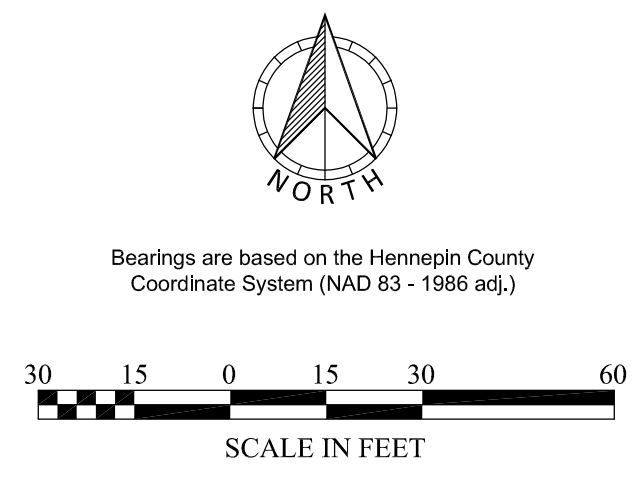 NORTH
Bearings are based on the Hennepin County
Coordinate System (NAD 83 - 1986 adj.)
30 15 0 15 30 60
SCALE IN FEET